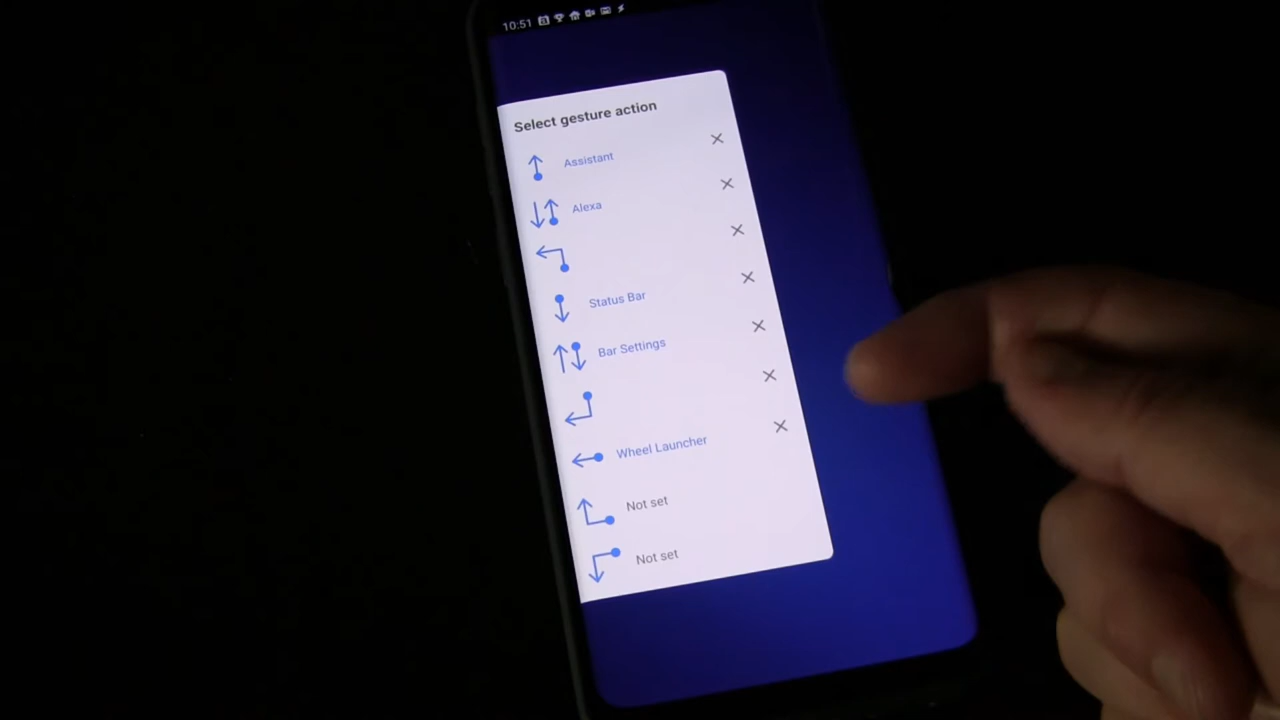 10:51
Select gesture action
Assistant
Alexa
Status Bar
Bar Settings
Wheel Launcher
Not set
Not set